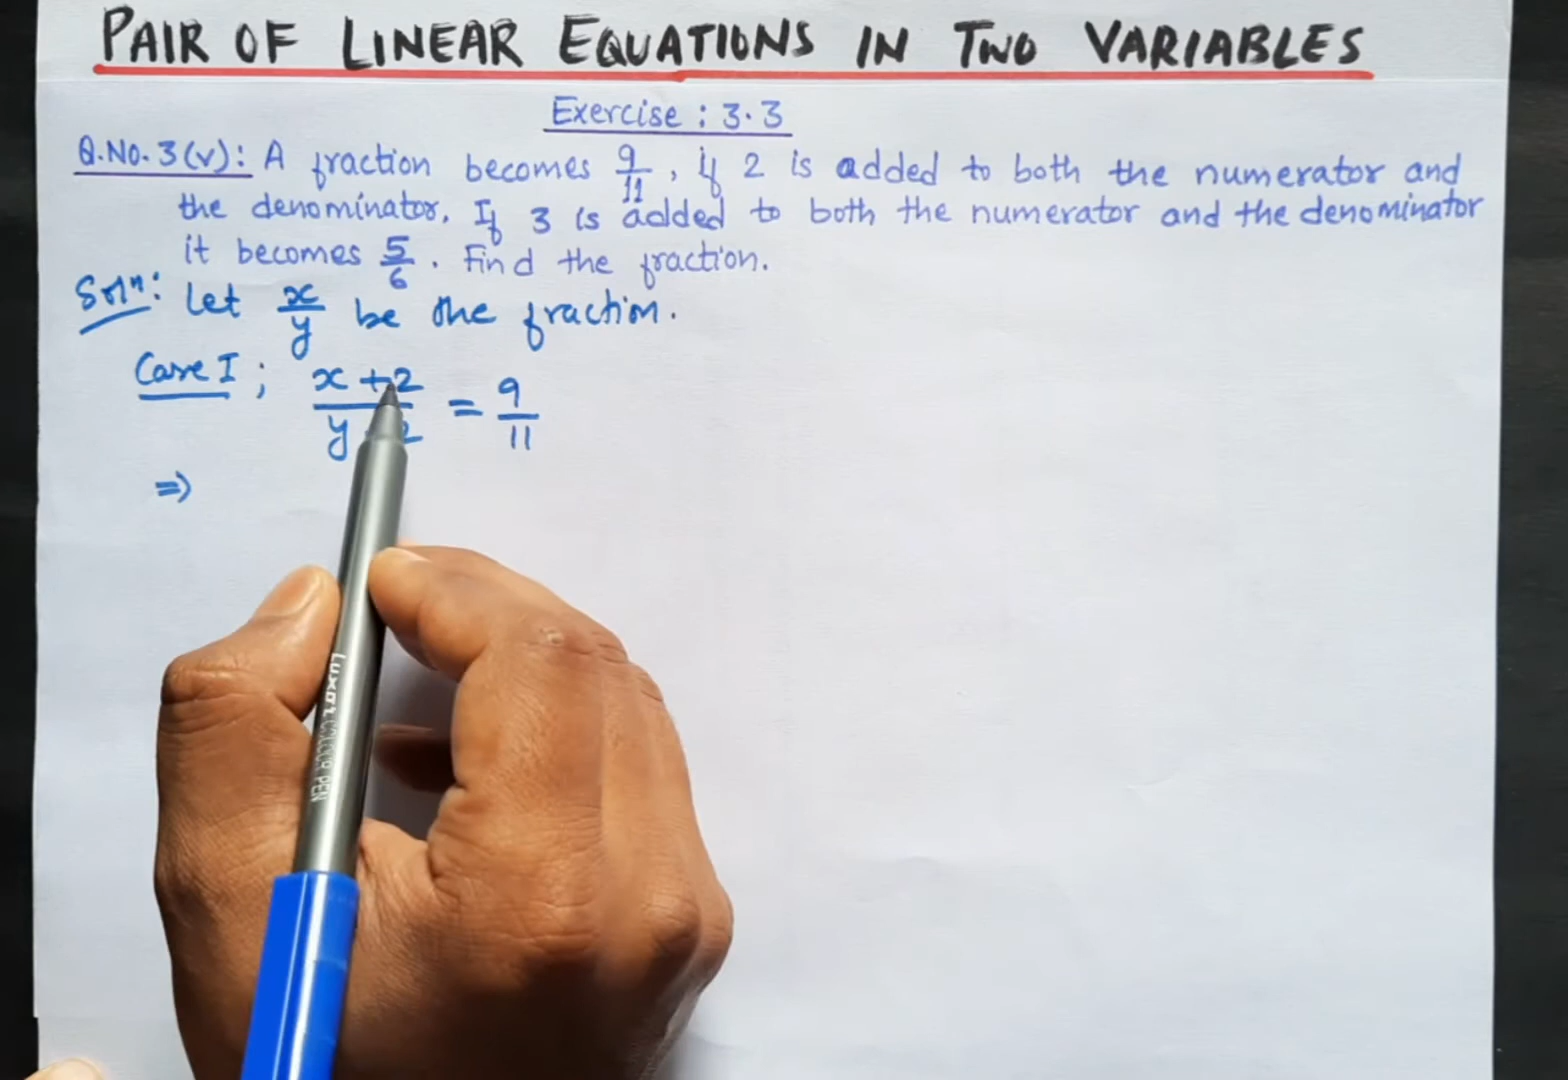 PAIR OF LINEAR EQUATIONS IN TWO VARIABLES
Exercise : 3.3
Q.No. 3(v): A fraction becomes 9/11, if 2 is added to both the numerator and
the denominator. If 3 is added to both the numerator and the denominator
it becomes 5/6. Find the fraction.
Solⁿ: Let x/y be the fraction.
Case I ; (x + 2)/(y + 2) = 9/11
⇒
LUXOR